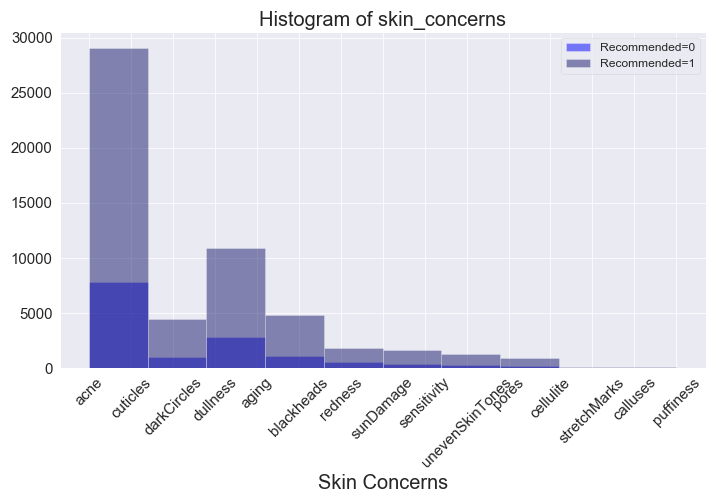 Histogram of skin_concerns
Recommended=0
Recommended=1
30000
25000
20000
15000
10000
5000
0
acne
cuticles
darkCircles
dullness
aging
blackheads
redness
sunDamage
sensitivity
unevenSkinTones
pores
cellulite
stretchMarks
calluses
puffiness
Skin Concerns